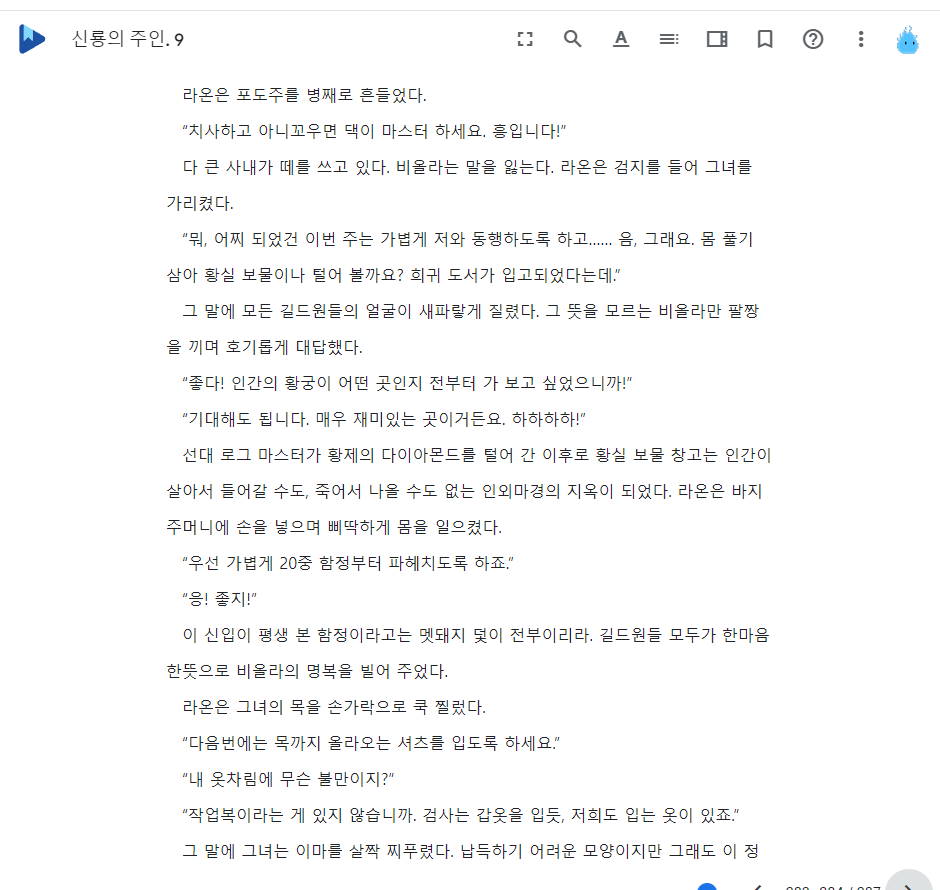 신룡의 주인. 9
라온은 포도주를 병째로 흔들었다.
“치사하고 아니꼬우면 댁이 마스터 하세요. 흥입니다!”
다 큰 사내가 떼를 쓰고 있다. 비올라는 말을 잃는다. 라온은 검지를 들어 그녀를
가리켰다.
“뭐, 어찌 되었건 이번 주는 가볍게 저와 동행하도록 하고...... 음, 그래요. 몸 풀기
삼아 황실 보물이나 털어 볼까요? 희귀 도서가 입고되었다는데.”
그 말에 모든 길드원들의 얼굴이 새파랗게 질렸다. 그 뜻을 모르는 비올라만 팔짱
을 끼며 호기롭게 대답했다.
“좋다! 인간의 황궁이 어떤 곳인지 전부터 가 보고 싶었으니까!”
“기대해도 됩니다. 매우 재미있는 곳이거든요. 하하하하!”
선대 로그 마스터가 황제의 다이아몬드를 털어 간 이후로 황실 보물 창고는 인간이
살아서 들어갈 수도, 죽어서 나올 수도 없는 인외마경의 지옥이 되었다. 라온은 바지
주머니에 손을 넣으며 삐딱하게 몸을 일으켰다.
“우선 가볍게 20중 함정부터 파헤치도록 하죠.”
“응! 좋지!”
이 신입이 평생 본 함정이라고는 멧돼지 덫이 전부이리라. 길드원들 모두가 한마음
한뜻으로 비올라의 명복을 빌어 주었다.
라온은 그녀의 목을 손가락으로 쿡 찔렀다.
“다음번에는 목까지 올라오는 셔츠를 입도록 하세요.”
“내 옷차림에 무슨 불만이지?”
“작업복이라는 게 있지 않습니까. 검사는 갑옷을 입듯, 저희도 입는 옷이 있죠.”
그 말에 그녀는 이마를 살짝 찌푸렸다. 납득하기 어려운 모양이지만 그래도 이 정